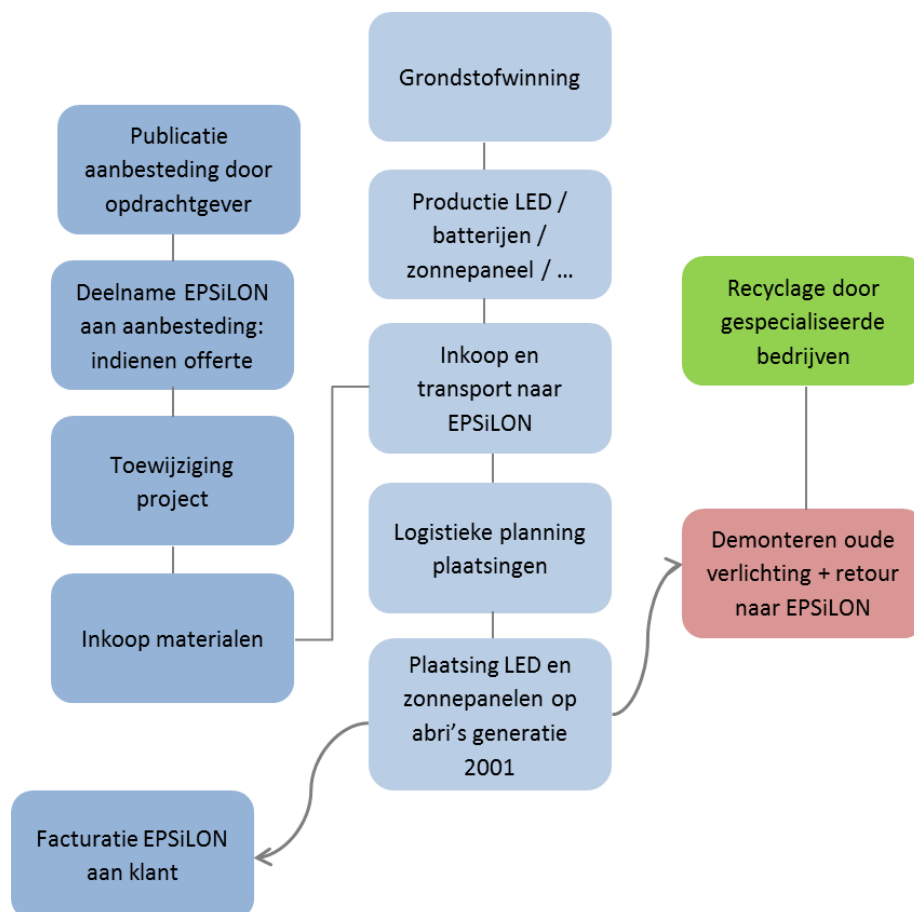 Grondstofwinning
Publicatie
aanbesteding door
opdrachtgever
Productie LED /
batterijen /
zonnepaneel / ...
Deelname EPSiLON
aan aanbesteding:
indienen offerte
Recyclage door
gespecialiseerde
bedrijven
Inkoop en
transport naar
EPSiLON
Toewijziging
project
Logistieke planning
plaatsingen
Demonteren oude
verlichting + retour
naar EPSiLON
Inkoop materialen
Plaatsing LED en
zonnepanelen op
abri’s generatie
2001
Facturatie EPSiLON
aan klant